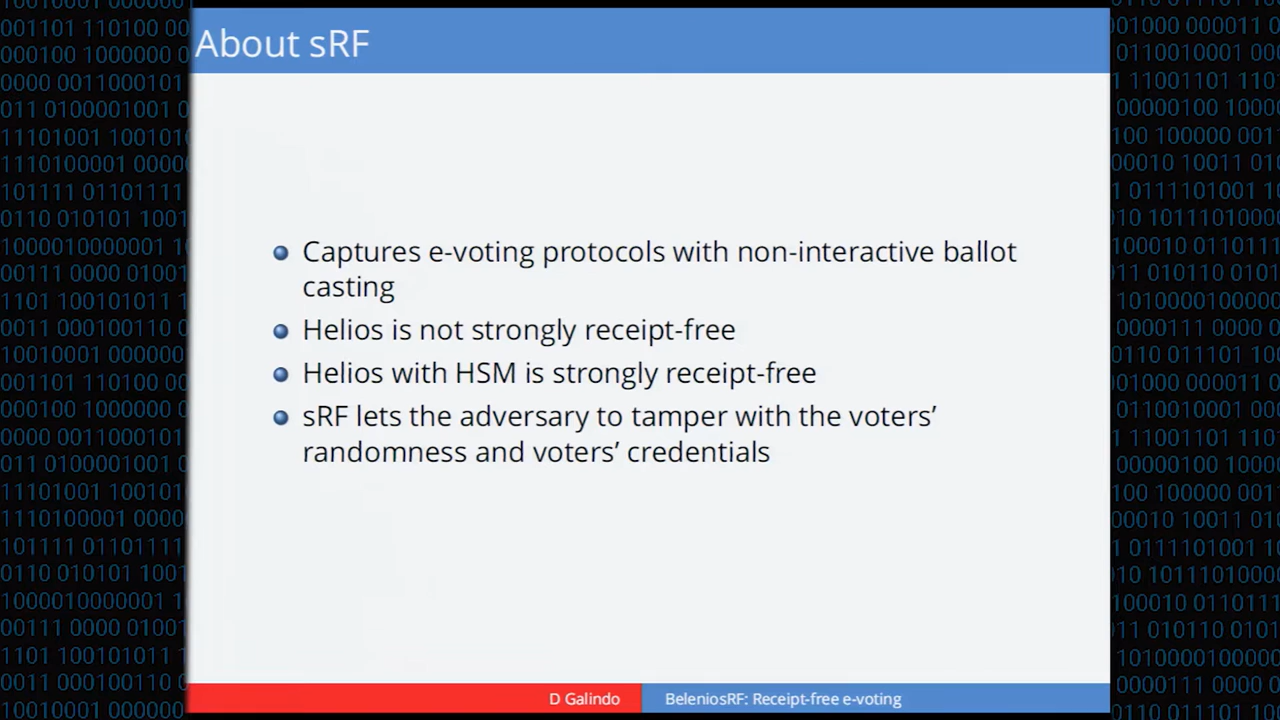 About sRF
Captures e-voting protocols with non-interactive ballot
casting
Helios is not strongly receipt-free
Helios with HSM is strongly receipt-free
sRF lets the adversary to tamper with the voters’
randomness and voters’ credentials
D Galindo
BeleniosRF: Receipt-free e-voting